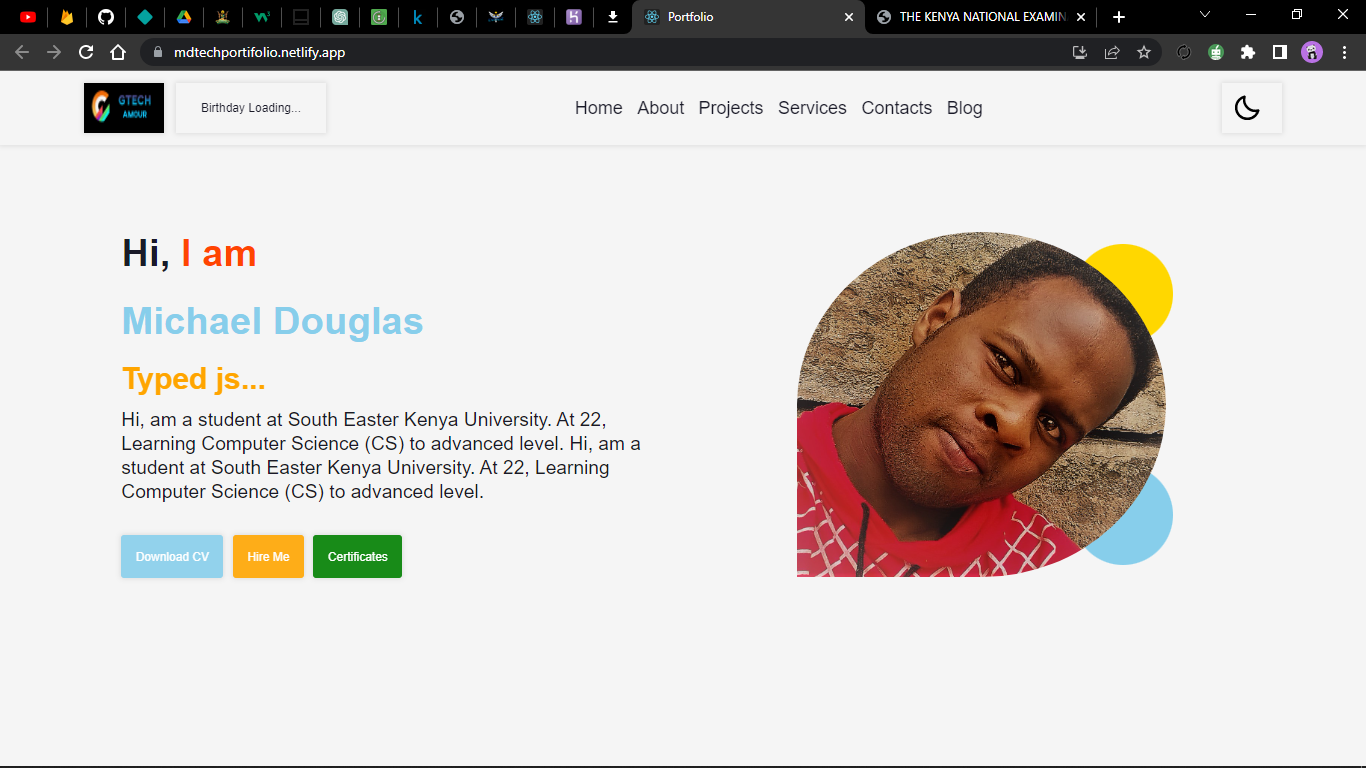 Portfolio
THE KENYA NATIONAL EXAMIN
mdtechportifolio.netlify.app
GTECH
AMOUR
Birthday Loading...
Home About Projects Services Contacts Blog
Hi, I am
Michael Douglas
Typed js...
Hi, am a student at South Easter Kenya University. At 22,
Learning Computer Science (CS) to advanced level. Hi, am a
student at South Easter Kenya University. At 22, Learning
Computer Science (CS) to advanced level.
Download CV Hire Me Certificates